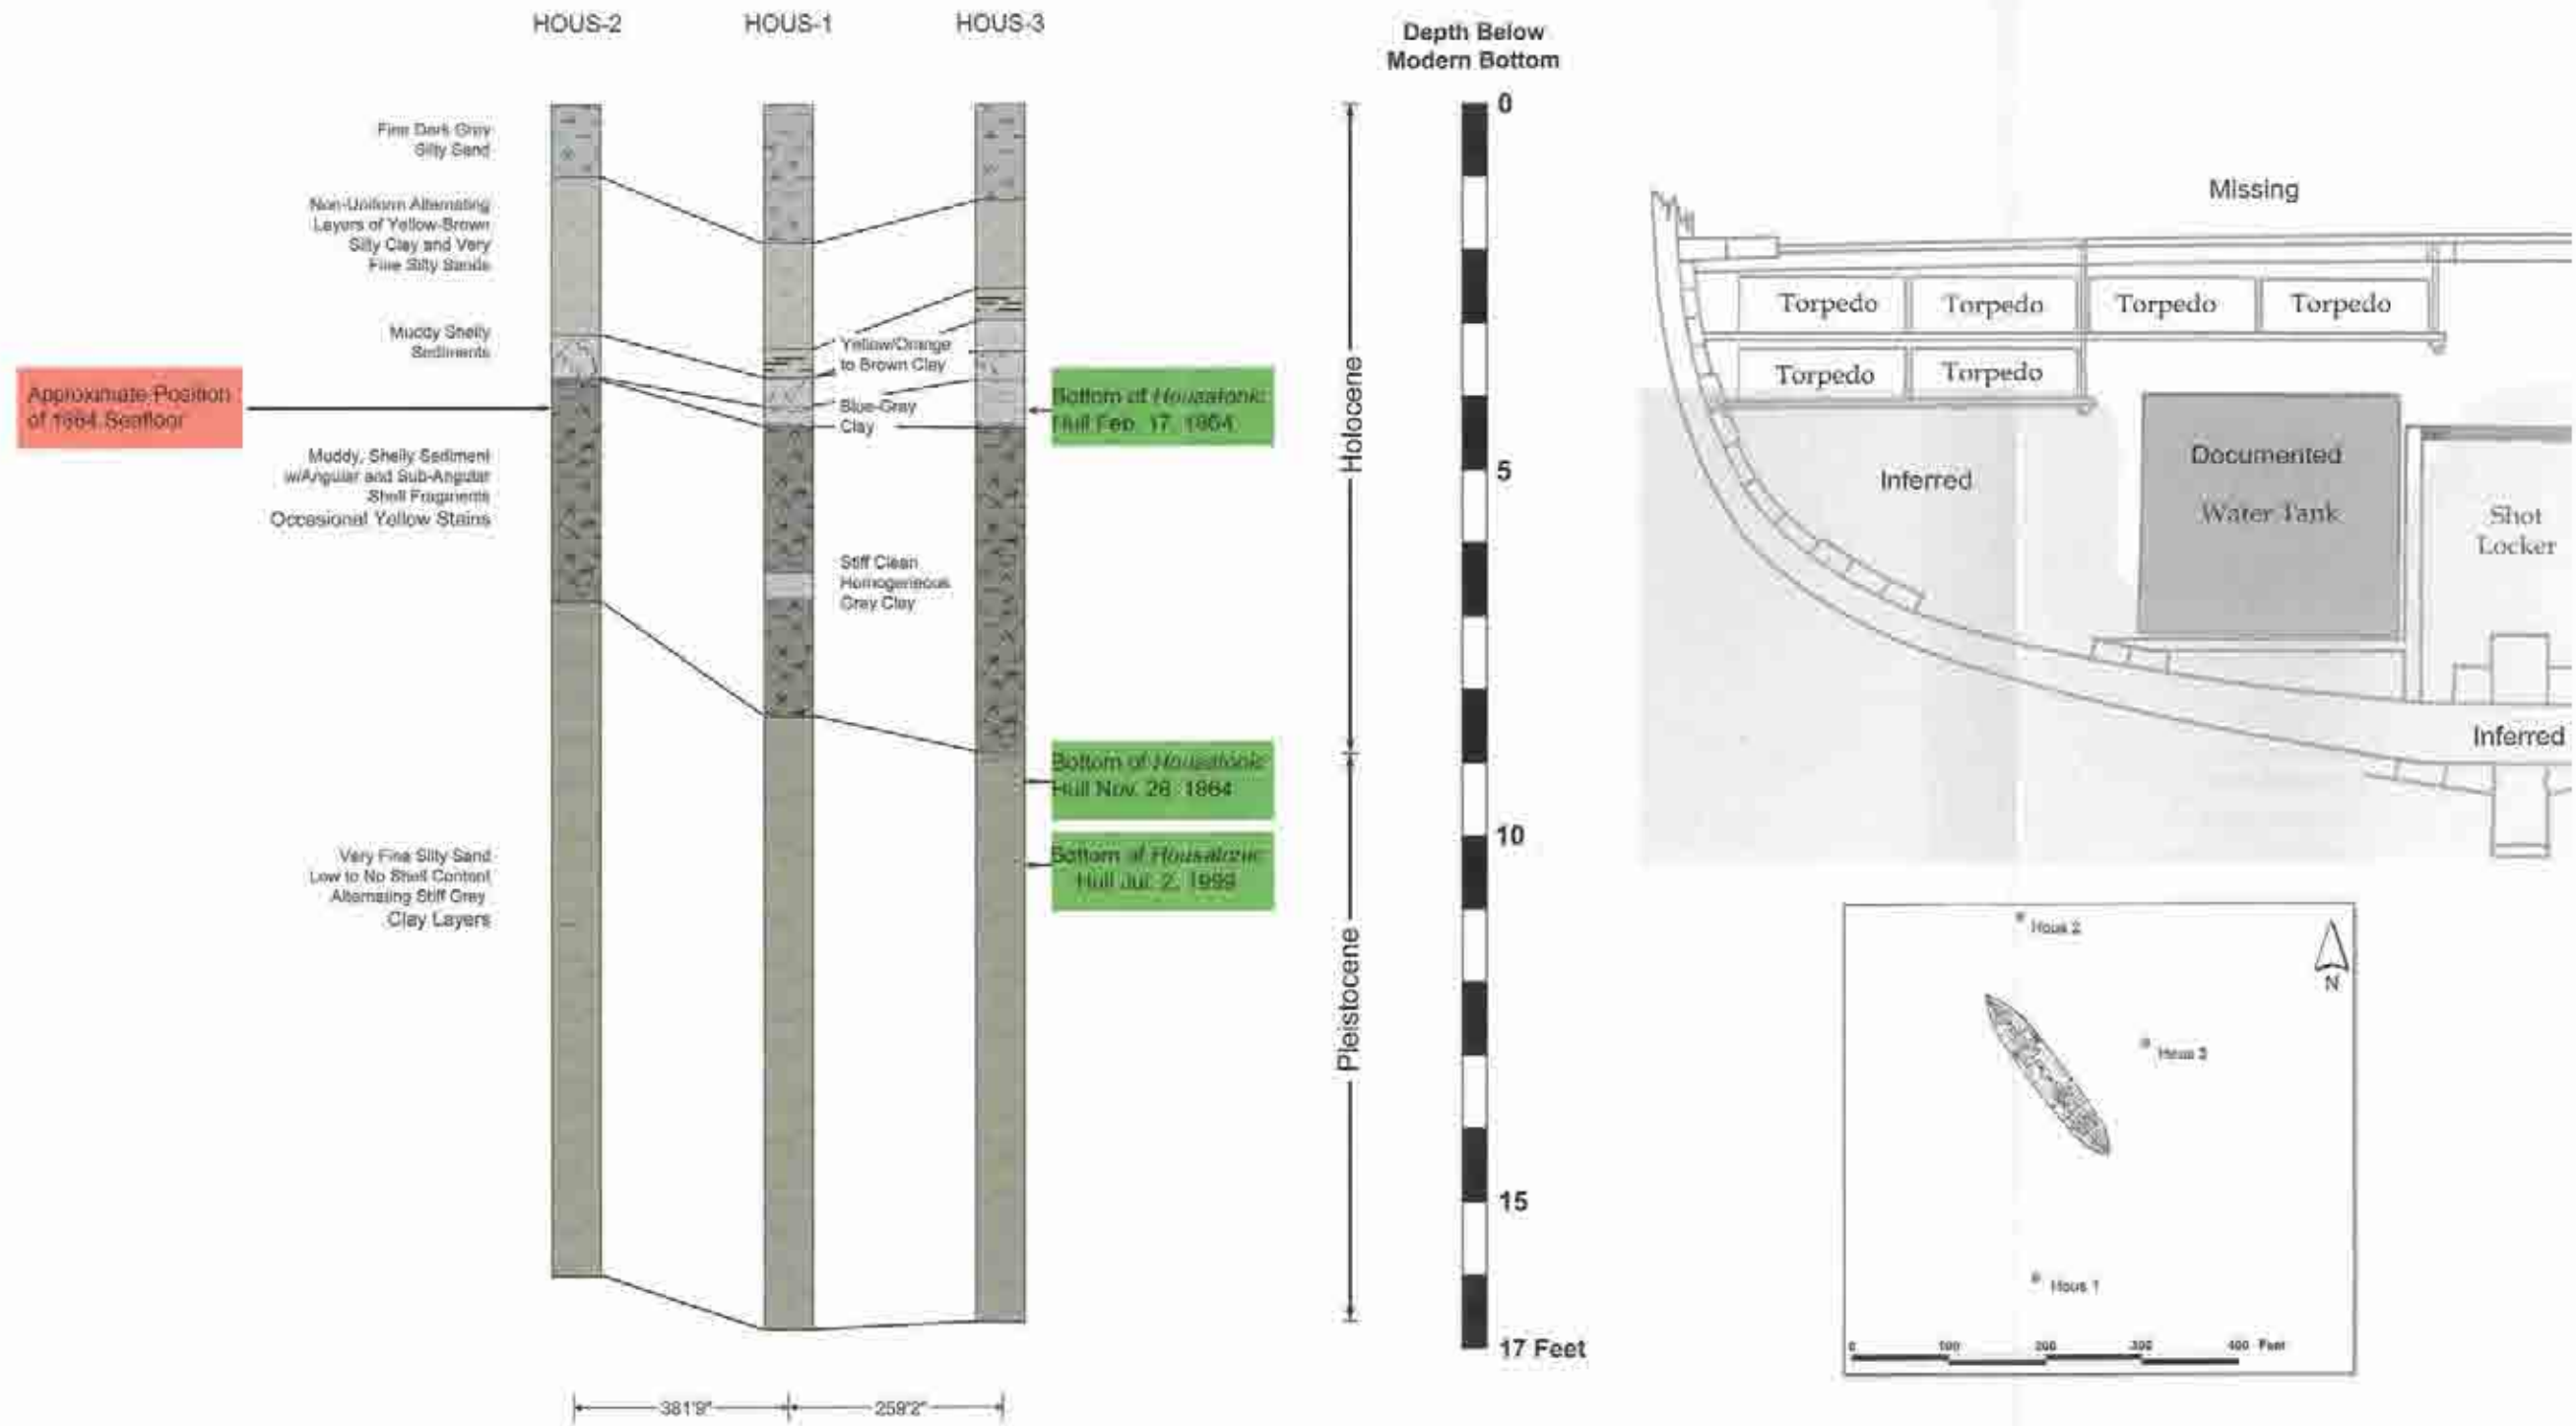 HOUS-2
HOUS-1
HOUS-3
Fine Dark Grey
Silty Sand
Non-Uniform Alternating
Layers of Yellow-Brown
Silty Clay and Very
Fine Silty Sands
Muddy Shelly
Sediments
Approximate Position
of 1864 Seafloor
Muddy, Shelly Sediment
w/Angular and Sub-Angular
Shell Fragments
Occasional Yellow Stains
Very Fine Silty Sand
Low to No Shell Content
Alternating Stiff Grey
Clay Layers
Yellow/Orange
to Brown Clay
Blue-Gray
Clay
Stiff Clean
Homogeneous
Gray Clay
Bottom of Housatonic
Hull Feb. 17, 1864
Bottom of Housatonic
Hull Nov. 26, 1864
Bottom of Housatonic
Hull Jul. 2, 1999
381'9"
259'2"
Holocene
Pleistocene
Depth Below
Modern Bottom
0
5
10
15
17 Feet
Missing
Torpedo
Torpedo
Torpedo
Torpedo
Torpedo
Torpedo
Inferred
Documented
Water Tank
Shot
Locker
Inferred
Hous 2
N
Hous 3
Hous 1
0
100
200
300
400 Feet